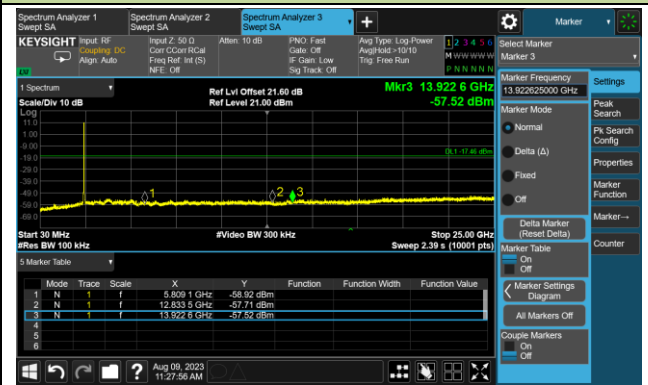 Spectrum Analyzer 1
Swept SA
Spectrum Analyzer 2
Swept SA
Spectrum Analyzer 3
Swept SA
Marker
KEYSIGHT
Input: RF
Coupling: DC
Align: Auto
Input Z: 50 Ω
Corr CCorr RCal
Freq Ref: Int (S)
NFE: Off
Atten: 10 dB
PNO: Fast
Gate: Off
IF Gain: Low
Sig Track: Off
Avg Type: Log-Power
Avg|Hold:>10/10
Trig: Free Run
1 2 3 4 5 6
M W W W W W
P N N N N N
Select Marker
Marker 3
1 Spectrum
Scale/Div 10 dB
Ref Lvl Offset 21.60 dB
Ref Level 21.00 dBm
Mkr3 13.922 6 GHz
-57.52 dBm
Log
11.0
1.00
-9.00
-19.0
-29.0
-39.0
-49.0
-59.0
-69.0
DL1 -17.46 dBm
1
2
3
Start 30 MHz
#Res BW 100 kHz
#Video BW 300 kHz
Stop 25.00 GHz
Sweep 2.39 s (10001 pts)
5 Marker Table
Mode Trace Scale X Y Function Function Width Function Value
1 N 1 f 5.809 1 GHz -58.92 dBm
2 N 1 f 12.833 5 GHz -57.71 dBm
3 N 1 f 13.922 6 GHz -57.52 dBm
4
5
6
Marker Frequency
13.922625000 GHz
Marker Mode
Normal
Delta (Δ)
Fixed
Off
Delta Marker
(Reset Delta)
Marker Table
On
Off
Marker Settings
Diagram
All Markers Off
Couple Markers
On
Off
Settings
Peak
Search
Pk Search
Config
Properties
Marker
Function
Marker→
Counter
?
Aug 09, 2023
11:27:56 AM